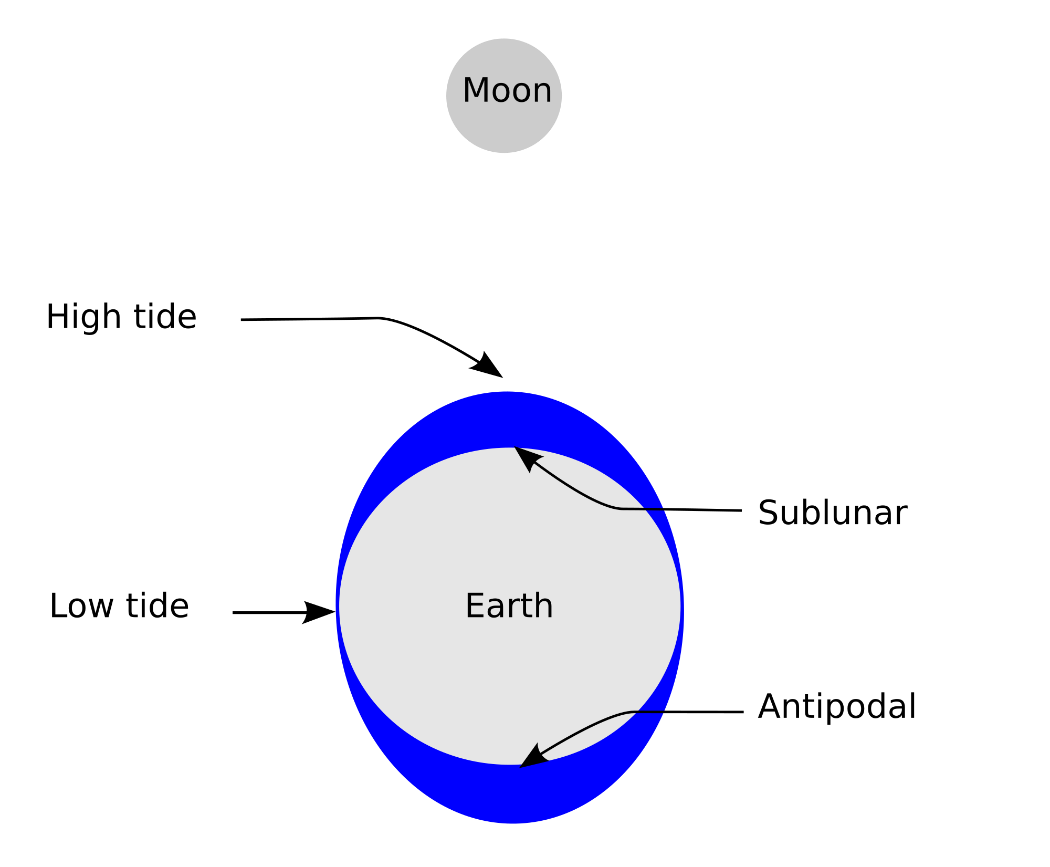 Moon
High tide
Sublunar
Low tide
Earth
Antipodal